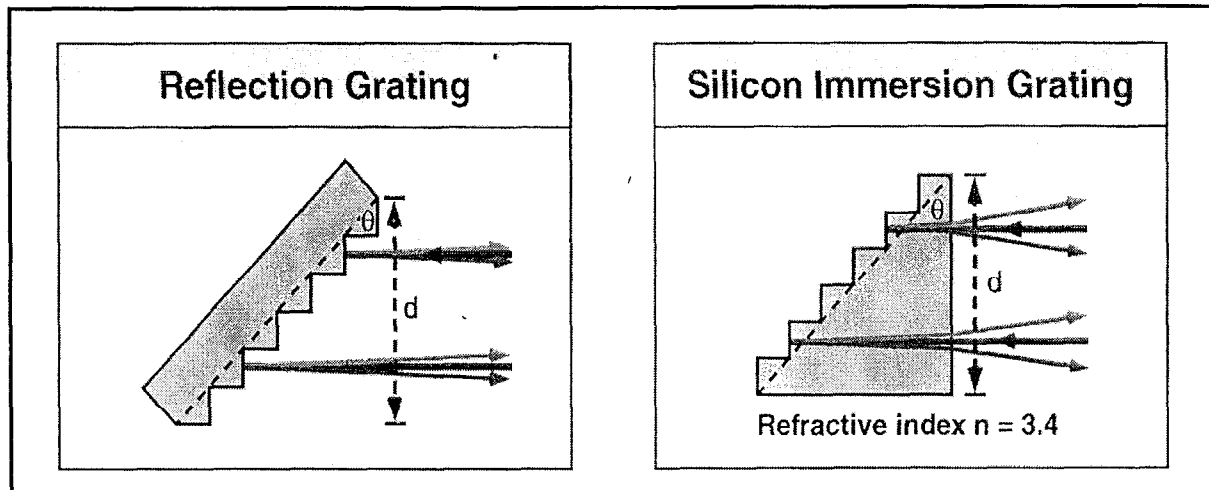 Reflection Grating
θ
d
Silicon Immersion Grating
θ
d
Refractive index n = 3.4